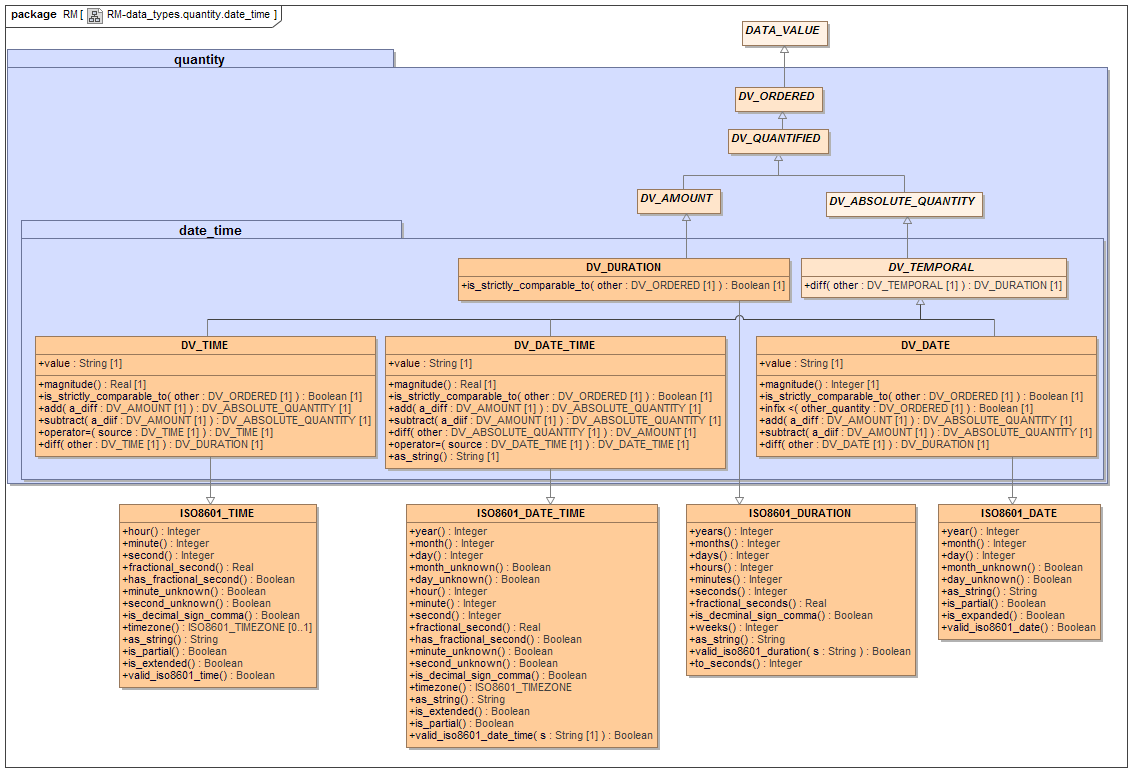 package RM [ RM-data_types.quantity.date_time ]
DATA_VALUE
quantity
DV_ORDERED
DV_QUANTIFIED
DV_AMOUNT
DV_ABSOLUTE_QUANTITY
date_time
DV_DURATION
+is_strictly_comparable_to( other : DV_ORDERED [1] ) : Boolean [1]
DV_TEMPORAL
+diff( other : DV_TEMPORAL [1] ) : DV_DURATION [1]
DV_TIME
+value : String [1]
+magnitude() : Real [1]
+is_strictly_comparable_to( other : DV_ORDERED [1] ) : Boolean [1]
+add( a_diff : DV_AMOUNT [1] ) : DV_ABSOLUTE_QUANTITY [1]
+subtract( a_diif : DV_AMOUNT [1] ) : DV_ABSOLUTE_QUANTITY [1]
+operator=( source : DV_TIME [1] ) : DV_TIME [1]
+diff( other : DV_TIME [1] ) : DV_DURATION [1]
DV_DATE_TIME
+value : String [1]
+magnitude() : Real [1]
+is_strictly_comparable_to( other : DV_ORDERED [1] ) : Boolean [1]
+add( a_diff : DV_AMOUNT [1] ) : DV_ABSOLUTE_QUANTITY [1]
+subtract( a_diif : DV_AMOUNT [1] ) : DV_ABSOLUTE_QUANTITY [1]
+diff( other : DV_ABSOLUTE_QUANTITY [1] ) : DV_AMOUNT [1]
+operator=( source : DV_DATE_TIME [1] ) : DV_DATE_TIME [1]
+as_string() : String [1]
DV_DATE
+value : String [1]
+magnitude() : Integer [1]
+is_strictly_comparable_to( other : DV_ORDERED [1] ) : Boolean [1]
+infix <( other_quantity : DV_ORDERED [1] ) : Boolean [1]
+add( a_diff : DV_AMOUNT [1] ) : DV_ABSOLUTE_QUANTITY [1]
+subtract( a_diif : DV_AMOUNT [1] ) : DV_ABSOLUTE_QUANTITY [1]
+diff( other : DV_DATE [1] ) : DV_DURATION [1]
ISO8601_TIME
+hour() : Integer
+minute() : Integer
+second() : Integer
+fractional_second() : Real
+has_fractional_second() : Boolean
+minute_unknown() : Boolean
+second_unknown() : Boolean
+is_decimal_sign_comma() : Boolean
+timezone() : ISO8601_TIMEZONE [0..1]
+as_string() : String
+is_partial() : Boolean
+is_extended() : Boolean
+valid_iso8601_time() : Boolean
ISO8601_DATE_TIME
+year() : Integer
+month() : Integer
+day() : Integer
+month_unknown() : Boolean
+day_unknown() : Boolean
+hour() : Integer
+minute() : Integer
+second() : Integer
+fractional_second() : Real
+has_fractional_second() : Boolean
+minute_unknown() : Boolean
+second_unknown() : Boolean
+is_decimal_sign_comma() : Boolean
+timezone() : ISO8601_TIMEZONE
+as_string() : String
+is_extended() : Boolean
+is_partial() : Boolean
+valid_iso8601_date_time( s : String [1] ) : Boolean
ISO8601_DURATION
+years() : Integer
+months() : Integer
+days() : Integer
+hours() : Integer
+minutes() : Integer
+seconds() : Integer
+fractional_seconds() : Real
+is_decminal_sign_comma() : Boolean
+weeks() : Integer
+as_string() : String
+valid_iso8601_duration( s : String ) : Boolean
+to_seconds() : Integer
ISO8601_DATE
+year() : Integer
+month() : Integer
+day() : Integer
+month_unknown() : Boolean
+day_unknown() : Boolean
+as_string() : String
+is_partial() : Boolean
+is_expanded() : Boolean
+valid_iso8601_date() : Boolean